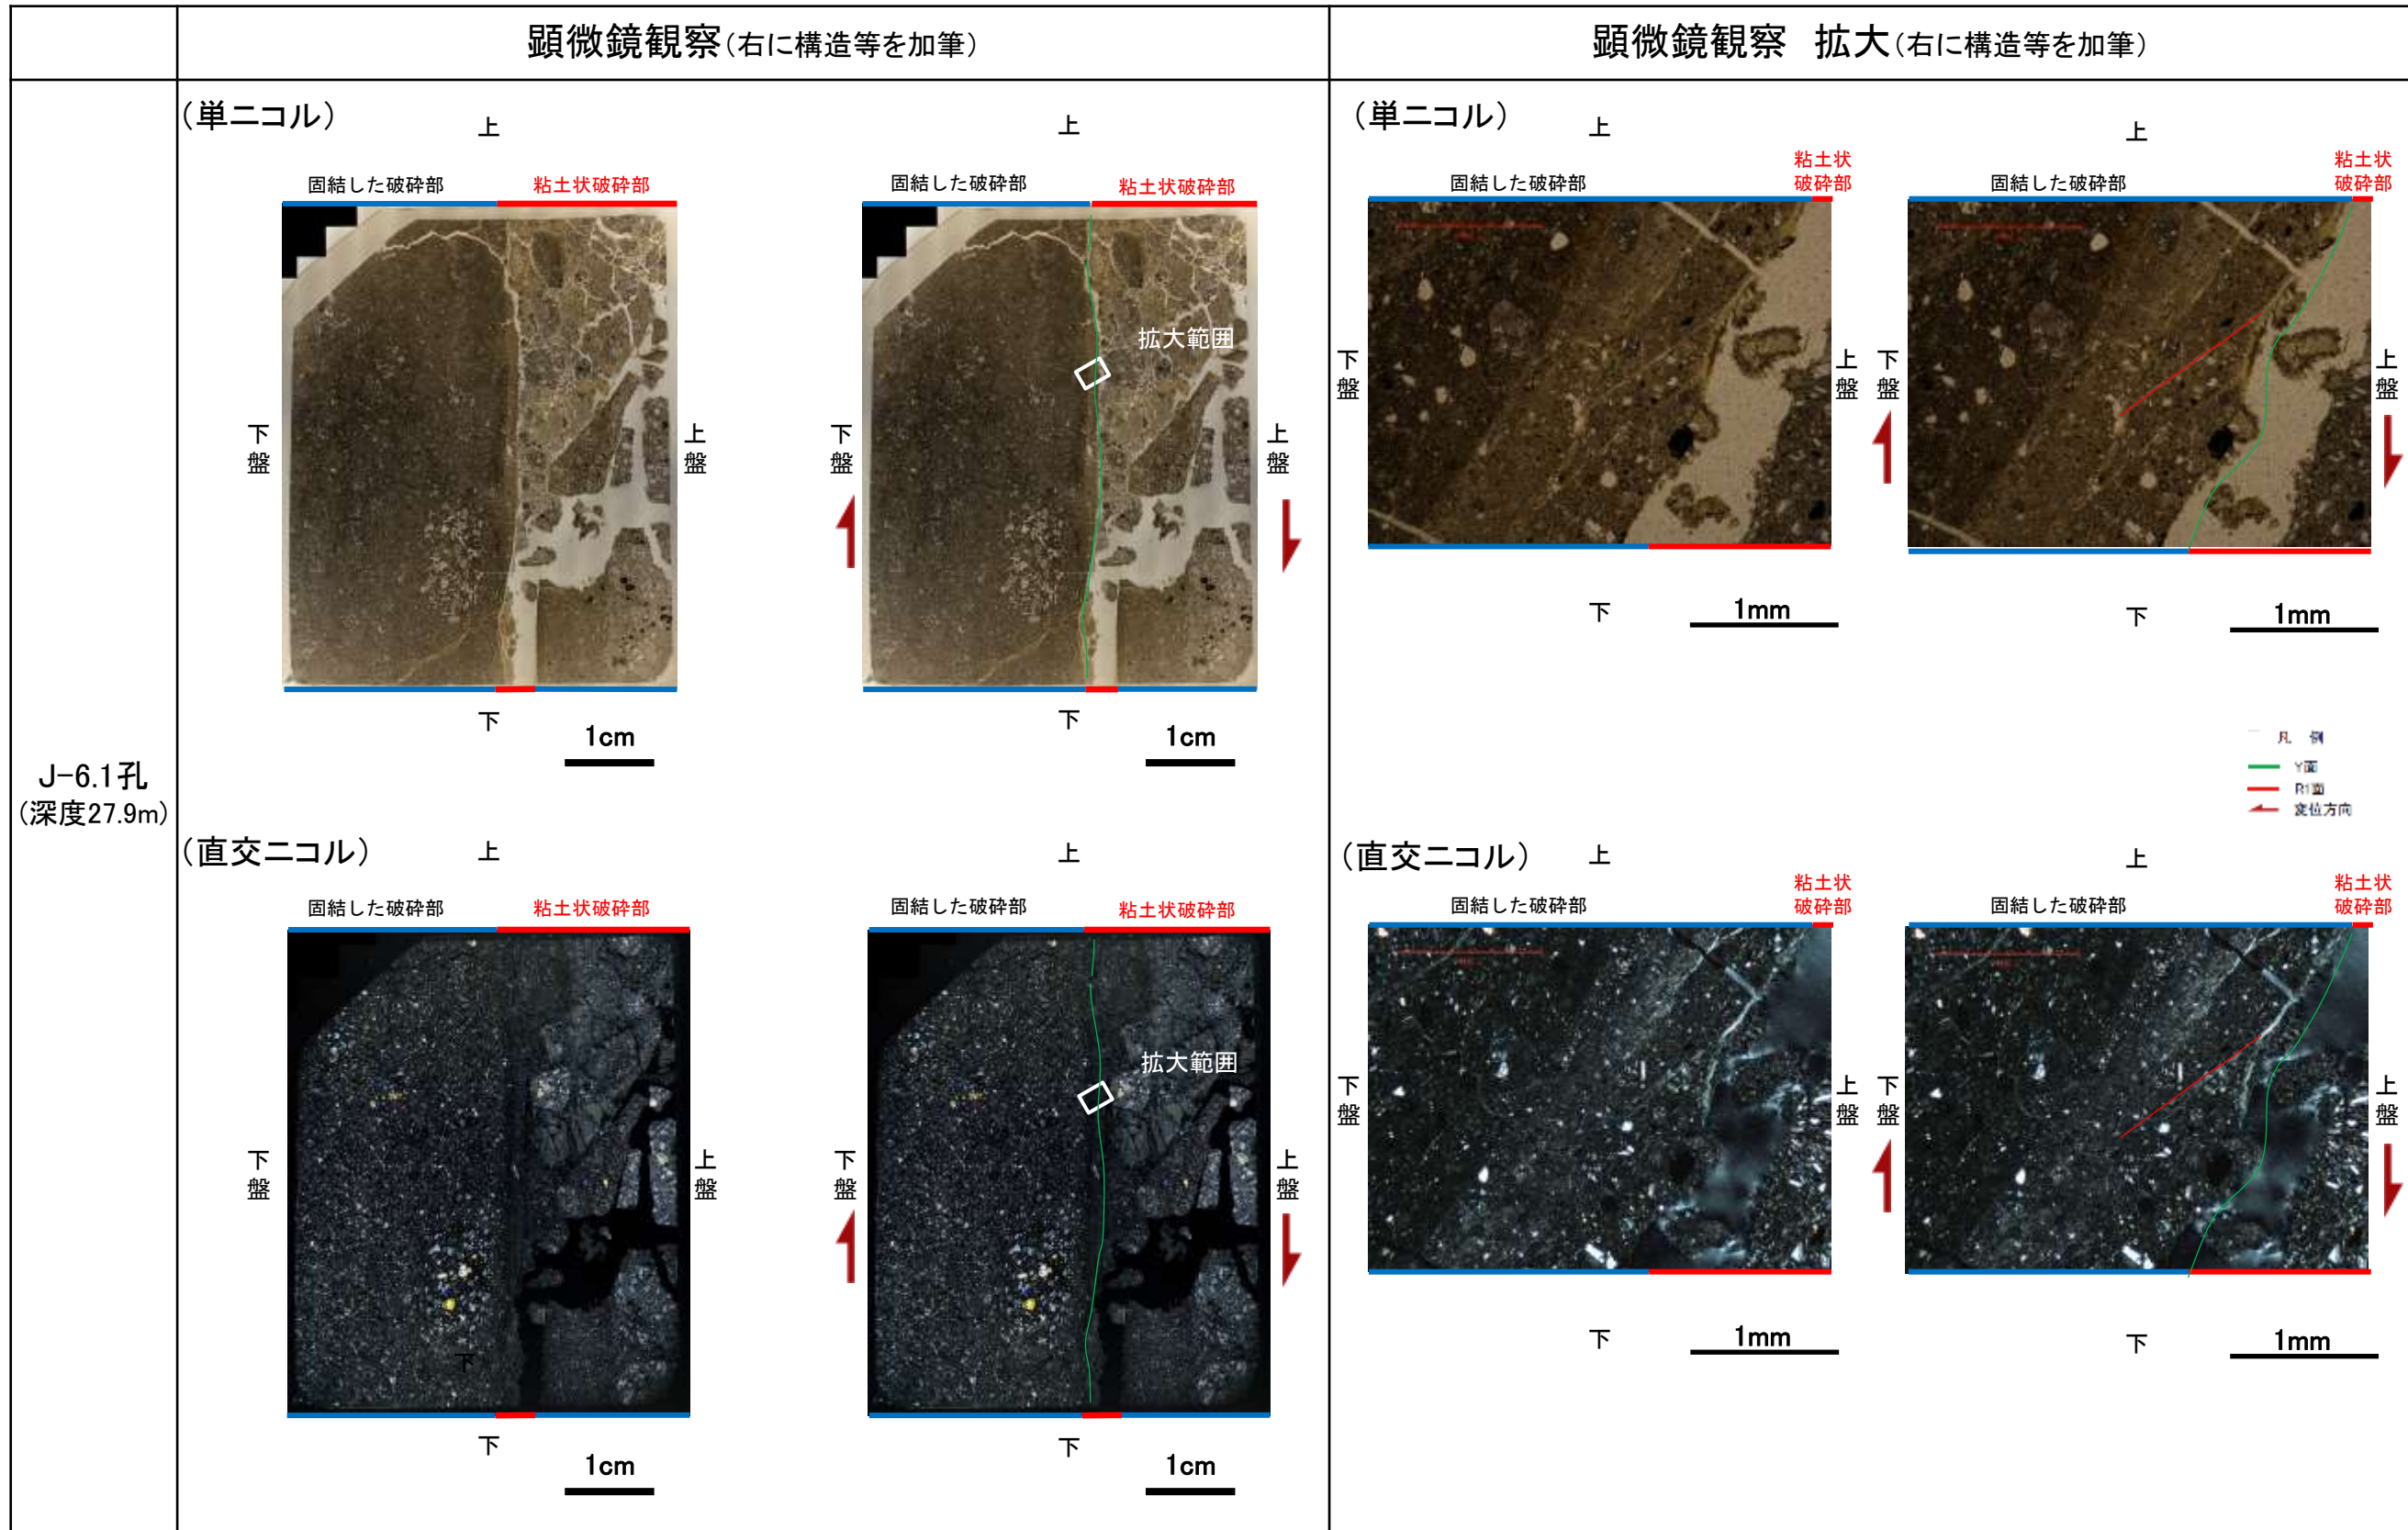 顕微鏡観察(右に構造等を加筆)
顕微鏡観察 拡大(右に構造等を加筆)
J-6.1孔
(深度27.9m)
(単ニコル)
上
上
固結した破砕部
粘土状破砕部
固結した破砕部
粘土状破砕部
拡大範囲
下盤
上盤
下盤
上盤
下
下
1cm
1cm
(単ニコル)
上
上
固結した破砕部
粘土状
破砕部
固結した破砕部
粘土状
破砕部
下盤
上盤
下盤
上盤
下
1mm
下
1mm
凡 例
Y面
R1面
変位方向
(直交ニコル)
上
上
固結した破砕部
粘土状破砕部
固結した破砕部
粘土状破砕部
拡大範囲
下盤
上盤
下盤
上盤
下
下
下
1cm
1cm
(直交ニコル)
上
上
固結した破砕部
粘土状
破砕部
固結した破砕部
粘土状
破砕部
下盤
上盤
下盤
上盤
下
1mm
下
1mm